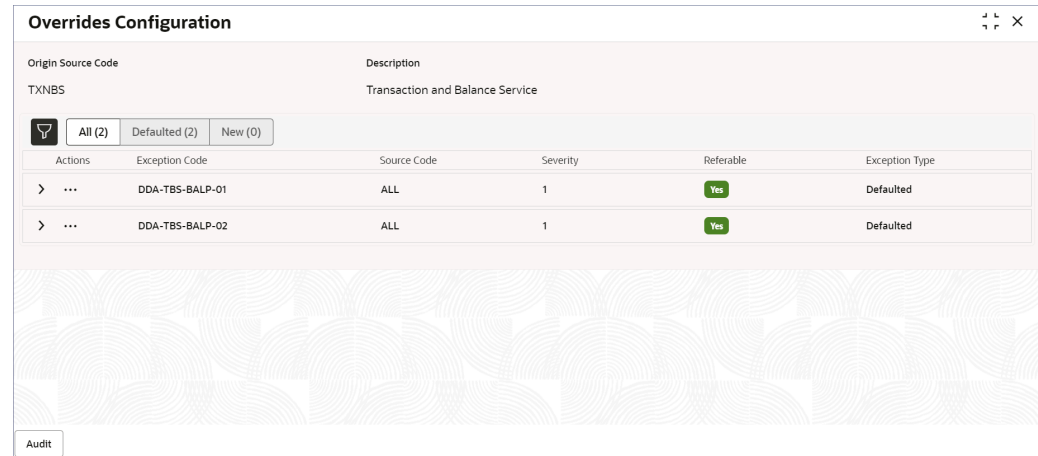 Overrides Configuration
Origin Source Code Description
TXNBS Transaction and Balance Service
All (2) Defaulted (2) New (0)
Actions Exception Code Source Code Severity Referable Exception Type
DDA-TBS-BALP-01 ALL 1 Yes Defaulted
DDA-TBS-BALP-02 ALL 1 Yes Defaulted
Audit